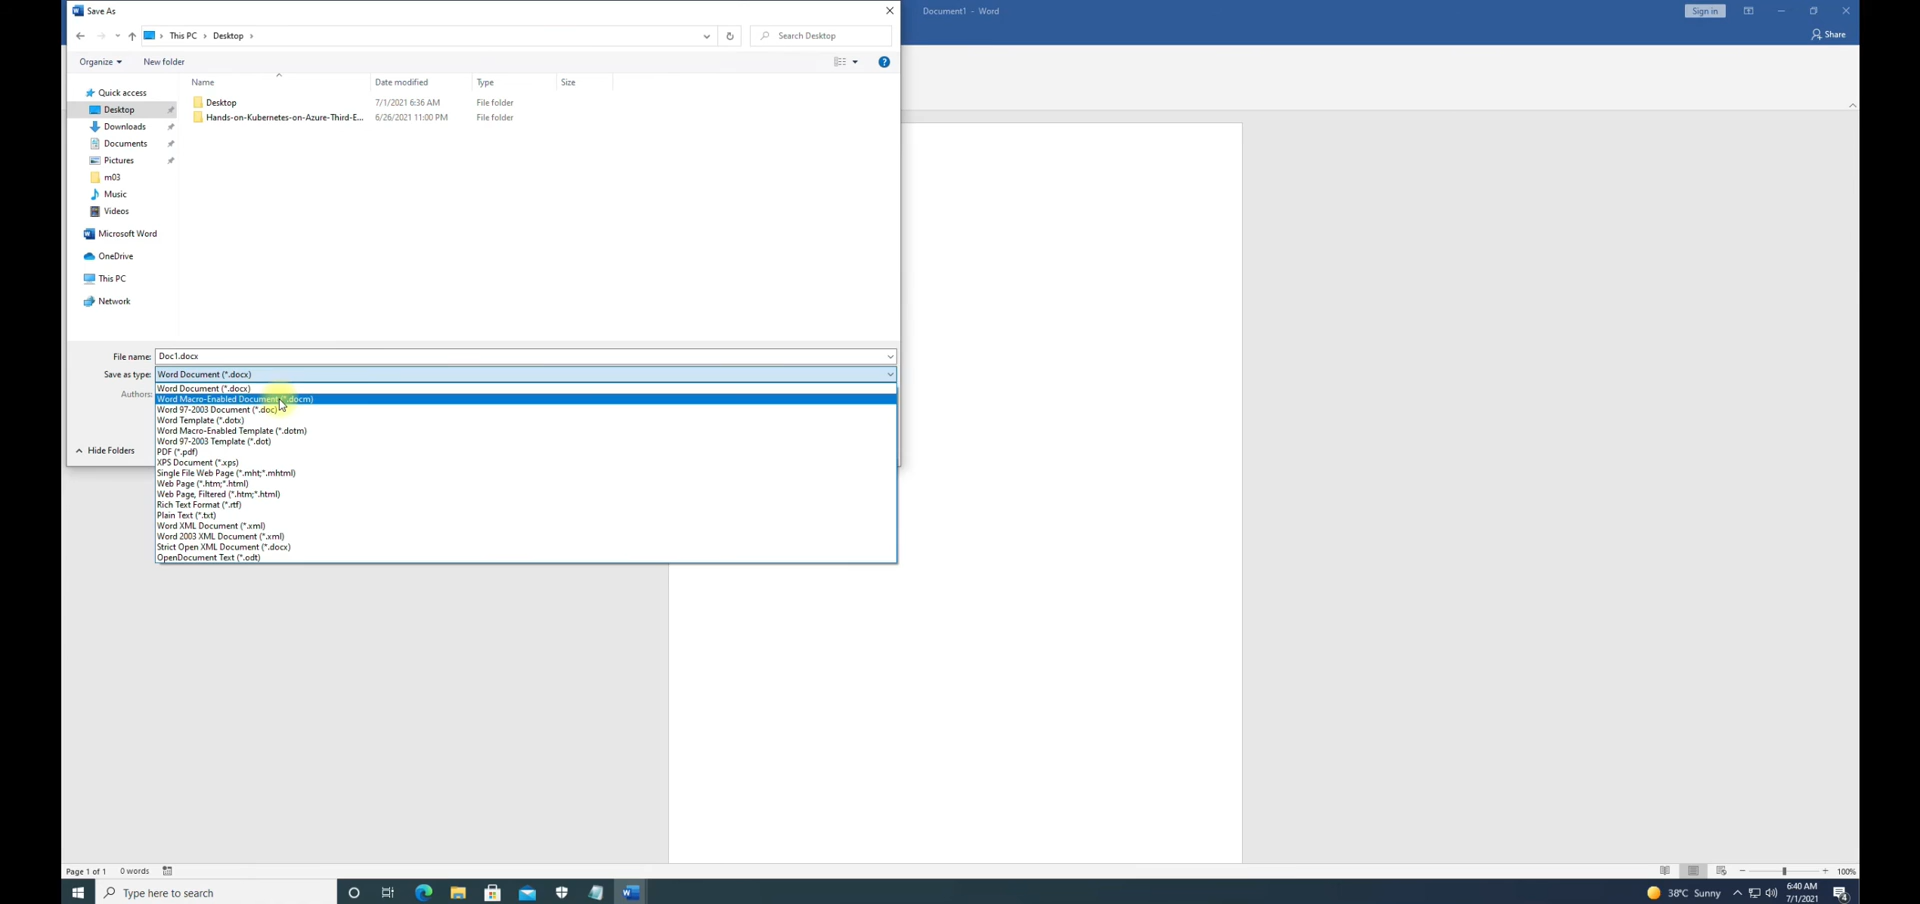 Save As
Document1 - Word
Sign in
Share
This PC
Desktop
Search Desktop
Organize
New folder
Name
Date modified
Type
Size
Quick access
Desktop
Downloads
Documents
Pictures
m03
Music
Videos
Microsoft Word
OneDrive
This PC
Network
Desktop 7/1/2021 6:36 AM File folder
Hands-on-Kubernetes-on-Azure-Third-E... 6/26/2021 11:00 PM File folder
File name: Doc1.docx
Save as type: Word Document (*.docx)
Authors:
Word Document (*.docx)
Word Macro-Enabled Document (*.docm)
Word 97-2003 Document (*.doc)
Word Template (*.dotx)
Word Macro-Enabled Template (*.dotm)
Word 97-2003 Template (*.dot)
PDF (*.pdf)
XPS Document (*.xps)
Single File Web Page (*.mht;*.mhtml)
Web Page (*.htm;*.html)
Web Page, Filtered (*.htm;*.html)
Rich Text Format (*.rtf)
Plain Text (*.txt)
Word XML Document (*.xml)
Word 2003 XML Document (*.xml)
Strict Open XML Document (*.docx)
OpenDocument Text (*.odt)
Hide Folders
Page 1 of 1
0 words
100%
Type here to search
38°C Sunny
6:40 AM
7/1/2021
4